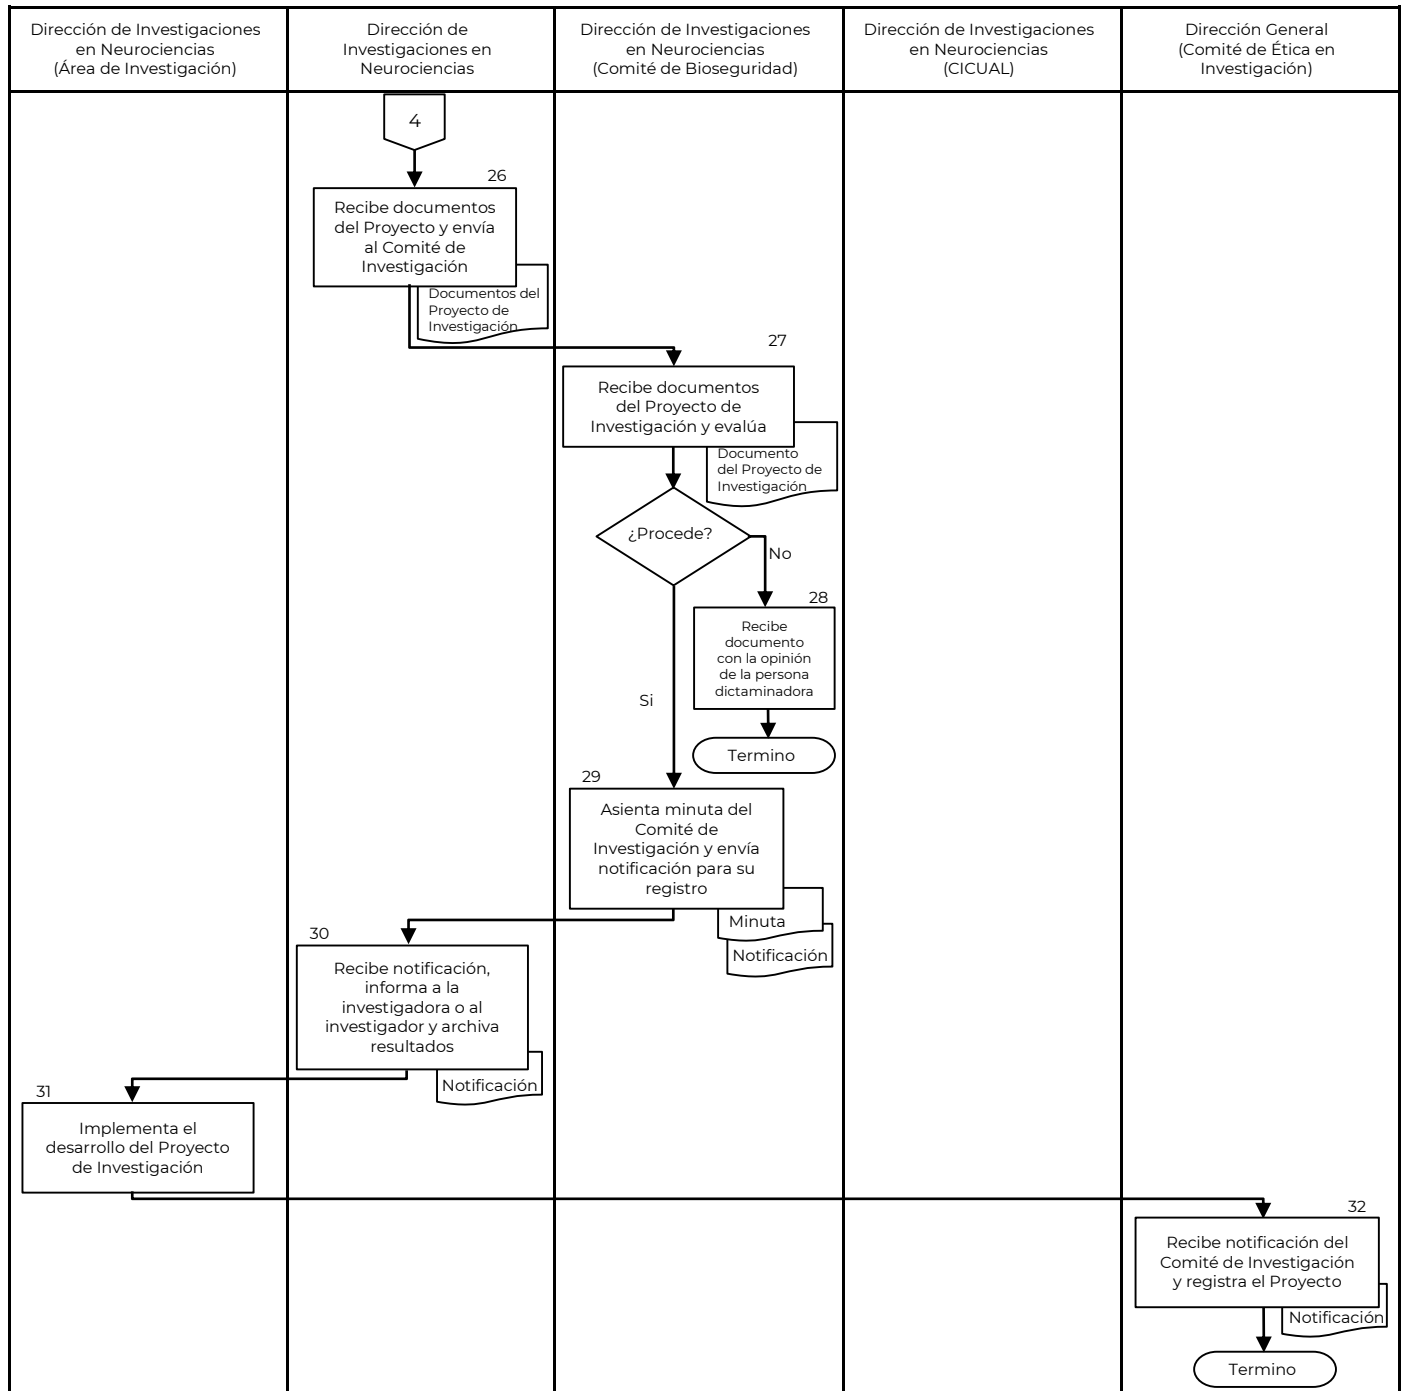 Dirección de Investigaciones
en Neurociencias
(Área de Investigación)
Dirección de
Investigaciones en
Neurociencias
Dirección de Investigaciones
en Neurociencias
(Comité de Bioseguridad)
Dirección de Investigaciones
en Neurociencias
(CICUAL)
Dirección General
(Comité de Ética en
Investigación)
4
26
Recibe documentos
del Proyecto y envía
al Comité de
Investigación
Documentos del
Proyecto de
Investigación
27
Recibe documentos
del Proyecto de
Investigación y evalúa
Documento
del Proyecto de
Investigación
¿Procede?
No
28
Recibe
documento
con la opinión
de la persona
dictaminadora
Si
Termino
29
Asienta minuta del
Comité de
Investigación y envía
notificación para su
registro
Minuta
Notificación
30
Recibe notificación,
informa a la
investigadora o al
investigador y archiva
resultados
Notificación
31
Implementa el
desarrollo del Proyecto
de Investigación
32
Recibe notificación del
Comité de Investigación
y registra el Proyecto
Notificación
Termino